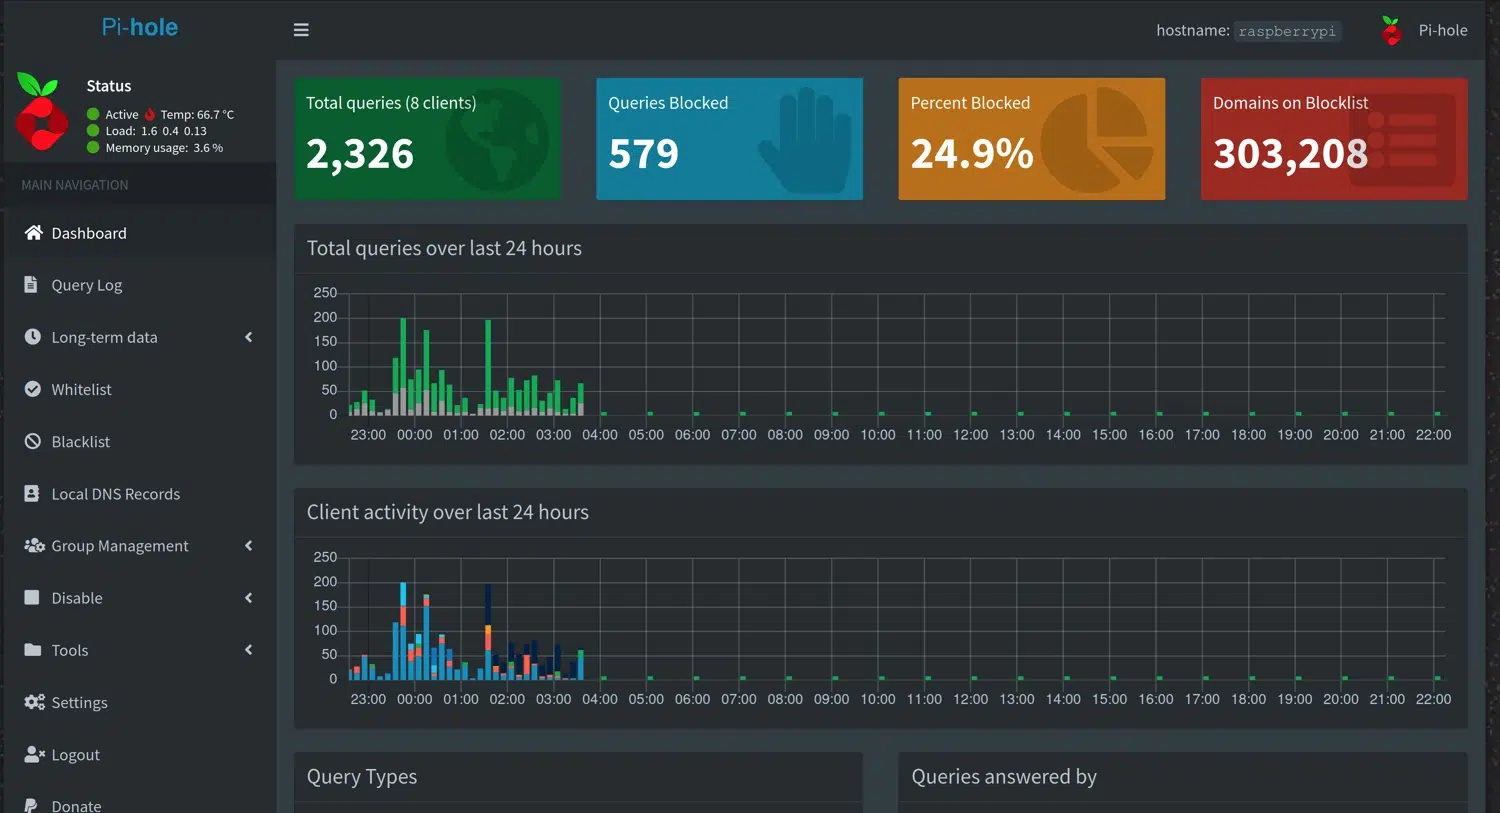 Pi-hole
hostname: raspberrypi
Pi-hole
Status
Active Temp: 66.7 °C
Load: 1.6 0.4 0.13
Memory usage: 3.6 %
MAIN NAVIGATION
Dashboard
Query Log
Long-term data
Whitelist
Blacklist
Local DNS Records
Group Management
Disable
Tools
Settings
Logout
Donate
Total queries (8 clients)
2,326
Queries Blocked
579
Percent Blocked
24.9%
Domains on Blocklist
303,208
Total queries over last 24 hours
250
200
150
100
50
0
23:00 00:00 01:00 02:00 03:00 04:00 05:00 06:00 07:00 08:00 09:00 10:00 11:00 12:00 13:00 14:00 15:00 16:00 17:00 18:00 19:00 20:00 21:00 22:00
Client activity over last 24 hours
250
200
150
100
50
0
23:00 00:00 01:00 02:00 03:00 04:00 05:00 06:00 07:00 08:00 09:00 10:00 11:00 12:00 13:00 14:00 15:00 16:00 17:00 18:00 19:00 20:00 21:00 22:00
Query Types
Queries answered by